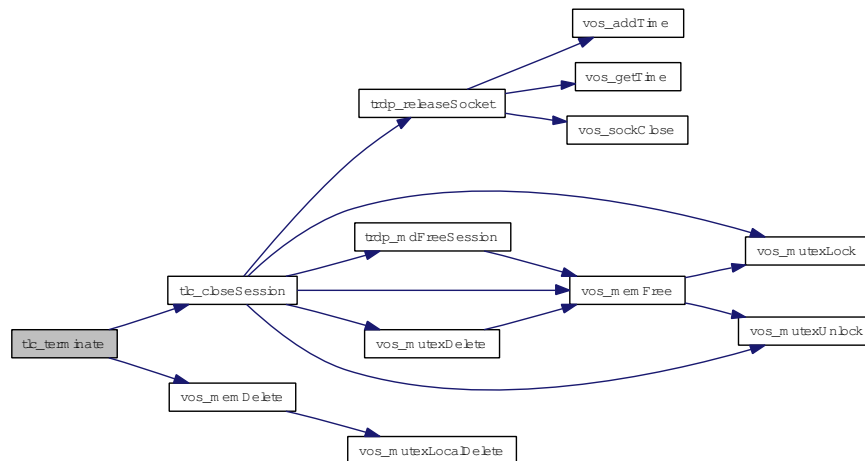 vos_addTime
vos_getTime
trdp_releaseSocket
vos_sockClose
trdp_mdFreeSession
vos_mutexLock
tlc_closeSession
vos_memFree
vos_mutexUnlock
tlc_terminate
vos_mutexDelete
vos_memDelete
vos_mutexLocalDelete